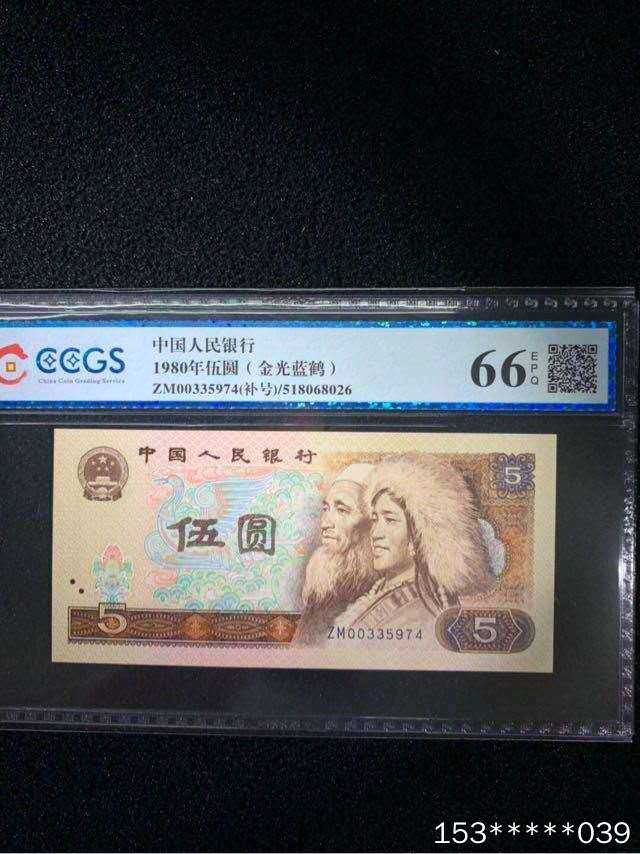 CCGS
China Coin Grading Service
中国人民银行
1980年伍圆（金光蓝鹤）
ZM00335974(补号)/518068026
66 EPQ
中国人民银行
5
伍圆
5
ZM00335974
5
153*****039